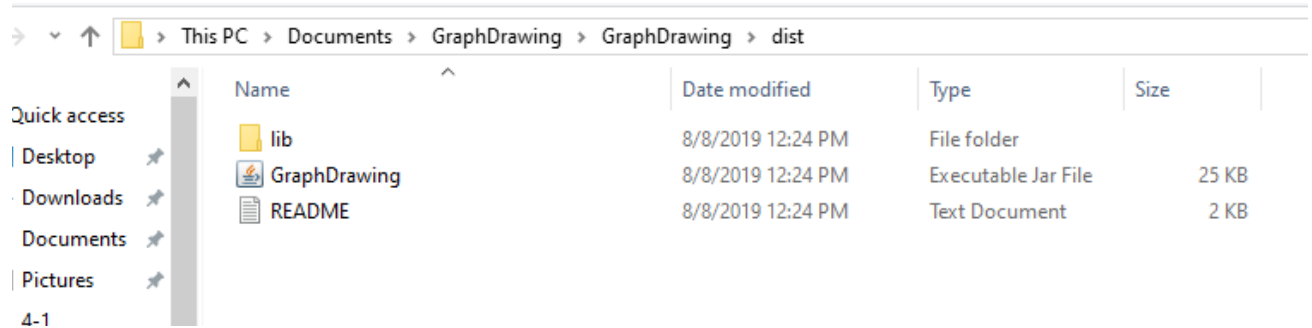 This PC > Documents > GraphDrawing > GraphDrawing > dist
Name Date modified Type Size
Quick access
lib 8/8/2019 12:24 PM File folder
Desktop
GraphDrawing 8/8/2019 12:24 PM Executable Jar File 25 KB
Downloads
README 8/8/2019 12:24 PM Text Document 2 KB
Documents
Pictures
4-1